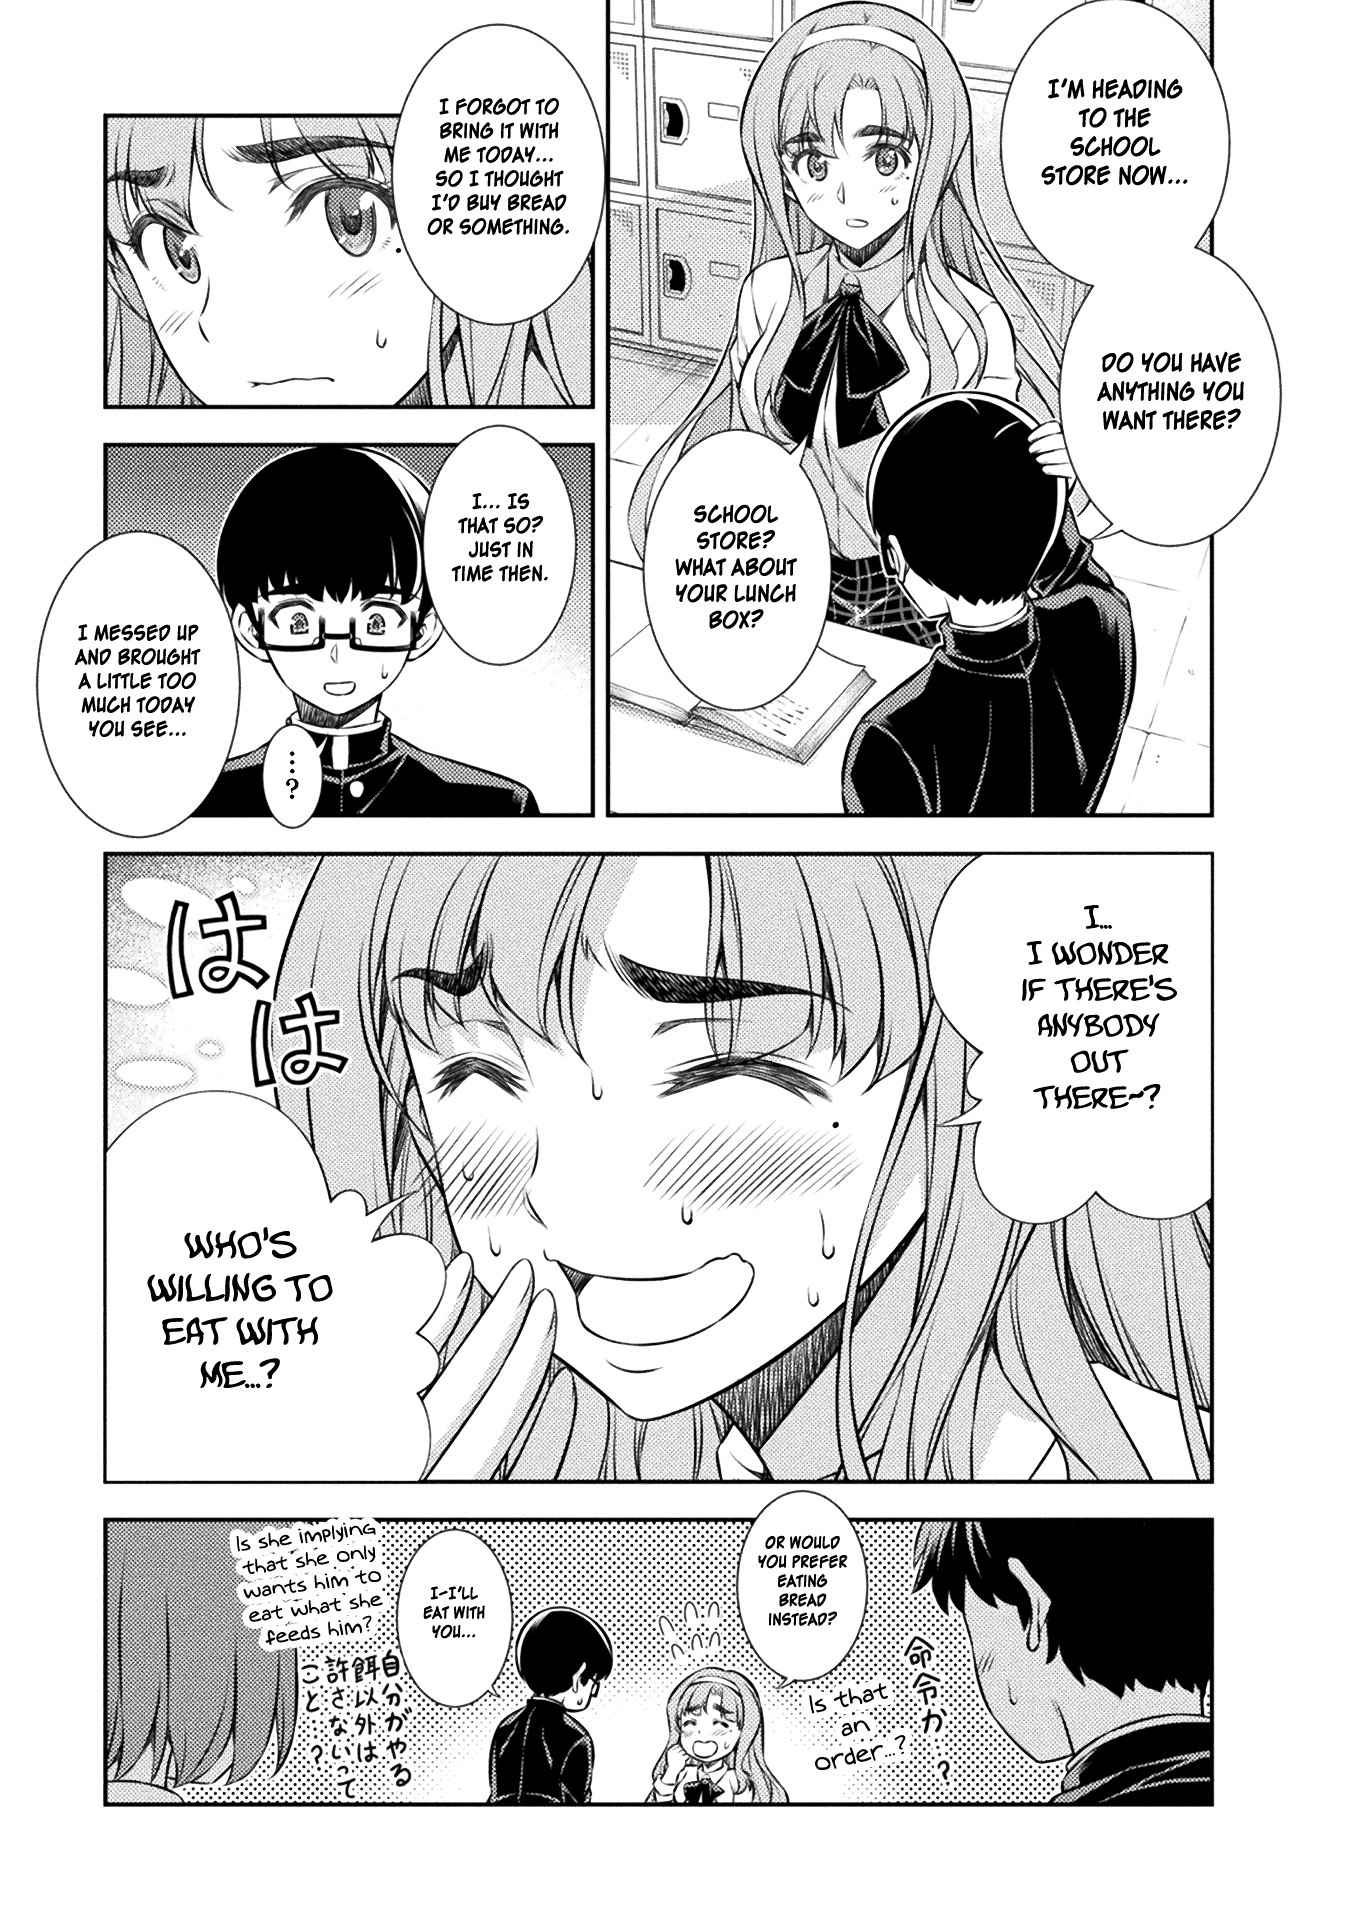 I'M HEADING
TO THE
SCHOOL
STORE NOW...
DO YOU HAVE
ANYTHING YOU
WANT THERE?
SCHOOL
STORE?
WHAT ABOUT
YOUR LUNCH
BOX?
I FORGOT TO
BRING IT WITH
ME TODAY...
SO I THOUGHT
I'D BUY BREAD
OR SOMETHING.
I... IS
THAT SO?
JUST IN
TIME THEN.
I MESSED UP
AND BROUGHT
A LITTLE TOO
MUCH TODAY
YOU SEE...
...?
I...
I WONDER
IF THERE'S
ANYBODY
OUT
THERE~?
はは
WHO'S
WILLING TO
EAT WITH
ME...?
OR WOULD
YOU PREFER
EATING
BREAD
INSTEAD?
命令か…?
Is that
an
order...?
I-I'LL
EAT WITH
YOU...
Is she implying
that she only
wants him to
eat what she
feeds him?
自分がやる
餌以外は
許さないって
こと…?